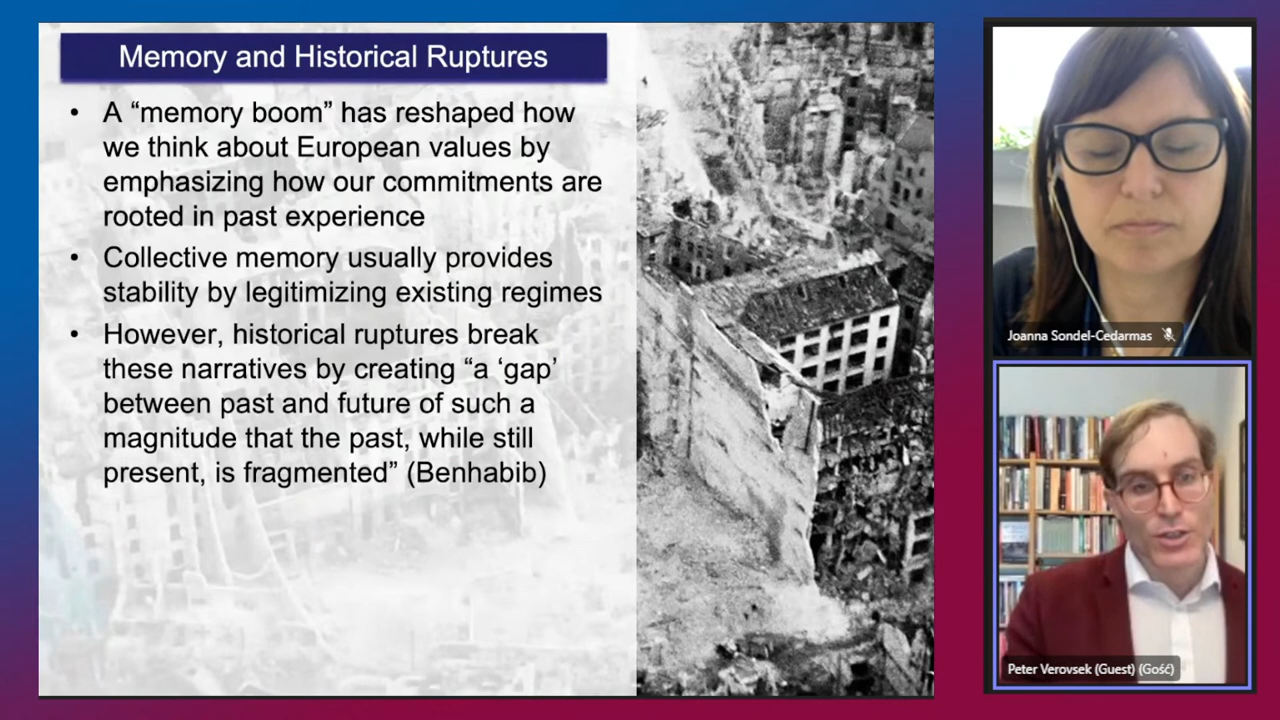 Memory and Historical Ruptures
• A “memory boom” has reshaped how
we think about European values by
emphasizing how our commitments are
rooted in past experience
• Collective memory usually provides
stability by legitimizing existing regimes
• However, historical ruptures break
these narratives by creating “a ‘gap’
between past and future of such a
magnitude that the past, while still
present, is fragmented” (Benhabib)
Joanna Sondel-Cedarmas
Peter Verovsek (Guest) (Gość)